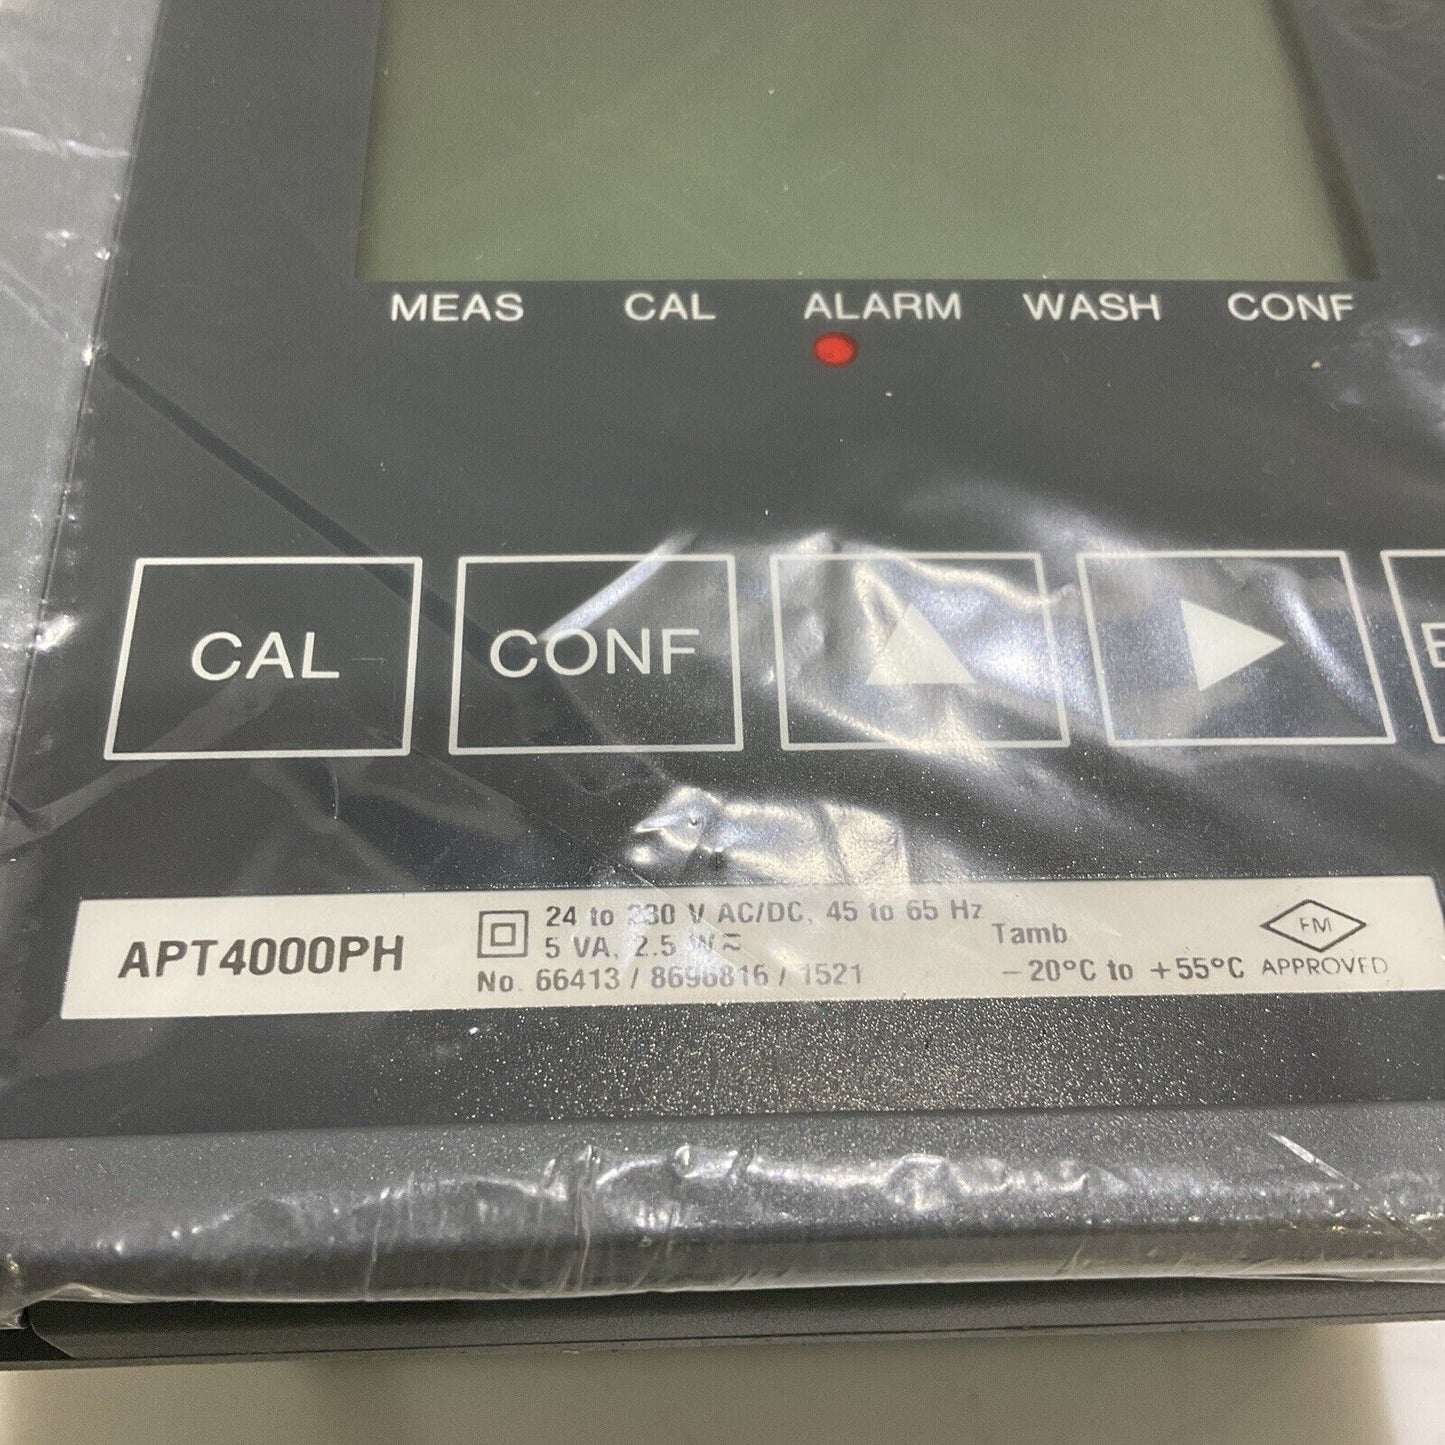 MEAS CAL ALARM WASH CONF
CAL CONF
APT4000PH
24 to 230 V AC/DC, 45 to 65 Hz
5 VA, 2.5 W
No. 66413 / 8696816 / 1521
Tamb
-20°C to +55°C
FM
APPROVED